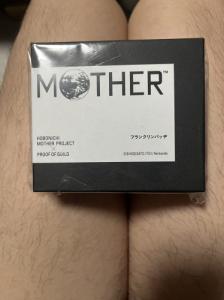 MOTHER™
HOBONICHI
MOTHER PROJECT
×
PROOF OF GUILD
フランクリンバッヂ
©SHIGESATO ITOI / Nintendo